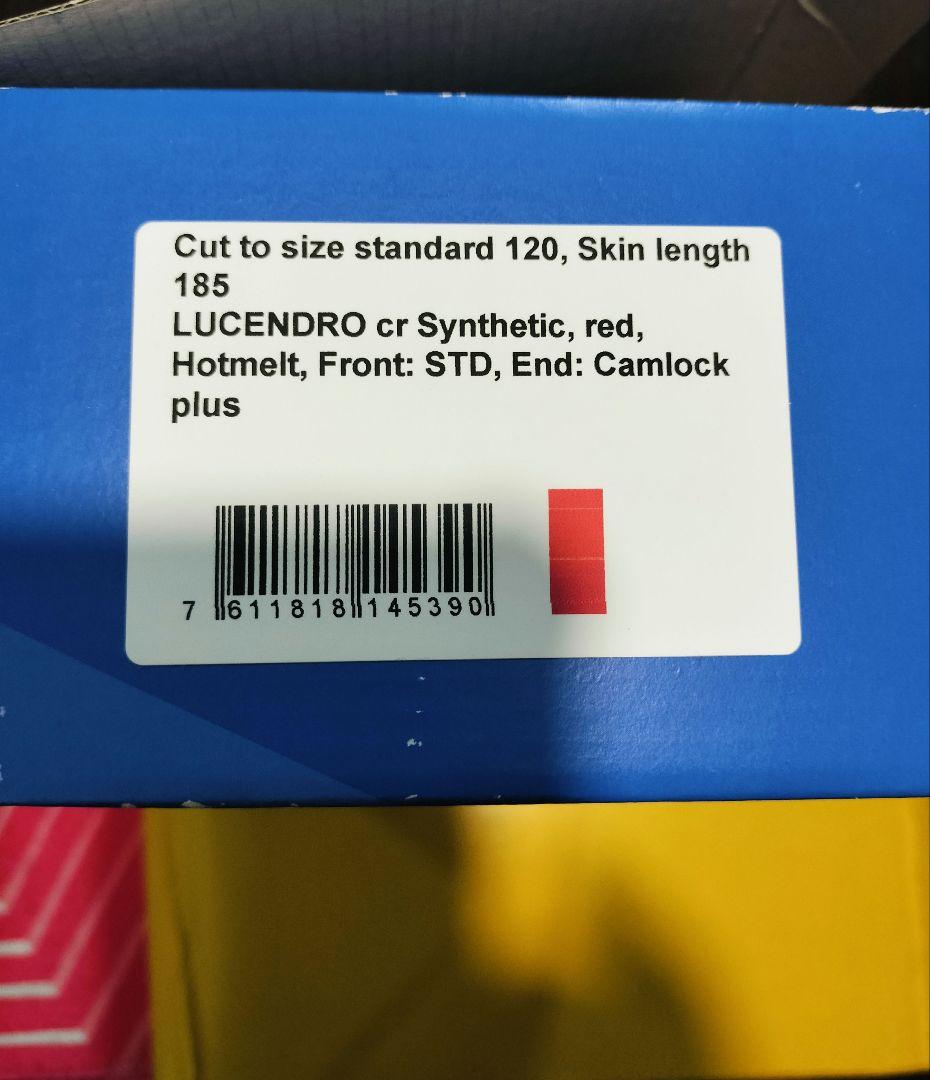 Cut to size standard 120, Skin length
185
LUCENDRO cr Synthetic, red,
Hotmelt, Front: STD, End: Camlock
plus
7 611818 145390